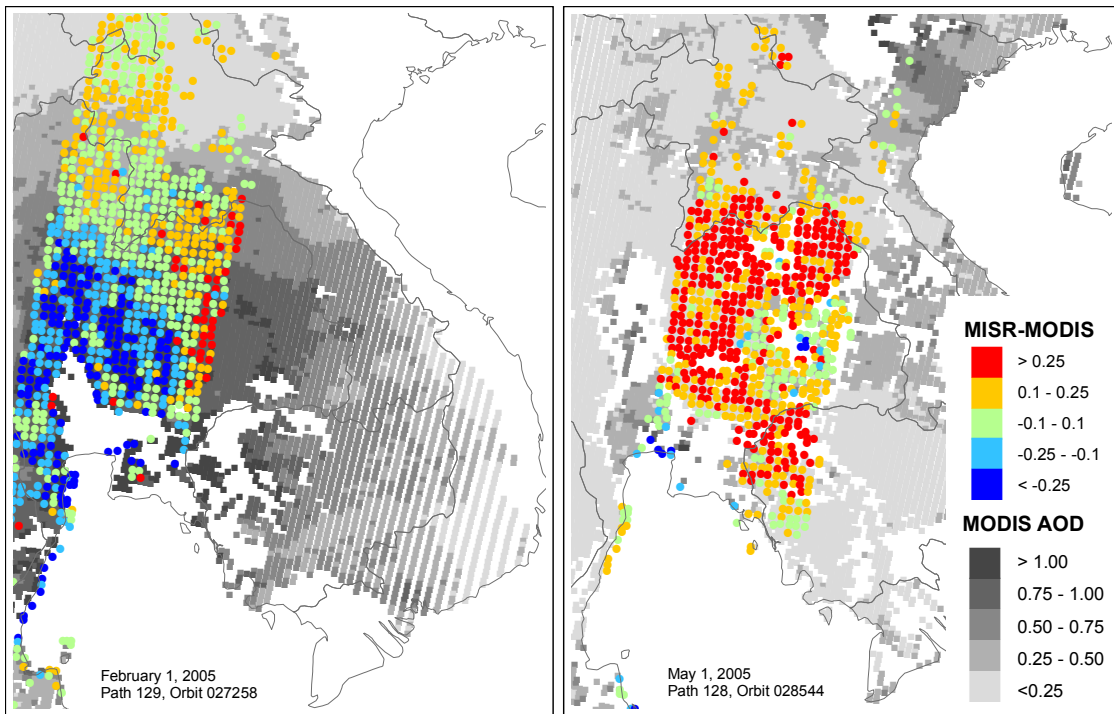 February 1, 2005
Path 129, Orbit 027258
May 1, 2005
Path 128, Orbit 028544
MISR-MODIS
> 0.25
0.1 - 0.25
-0.1 - 0.1
-0.25 - -0.1
< -0.25
MODIS AOD
> 1.00
0.75 - 1.00
0.50 - 0.75
0.25 - 0.50
<0.25